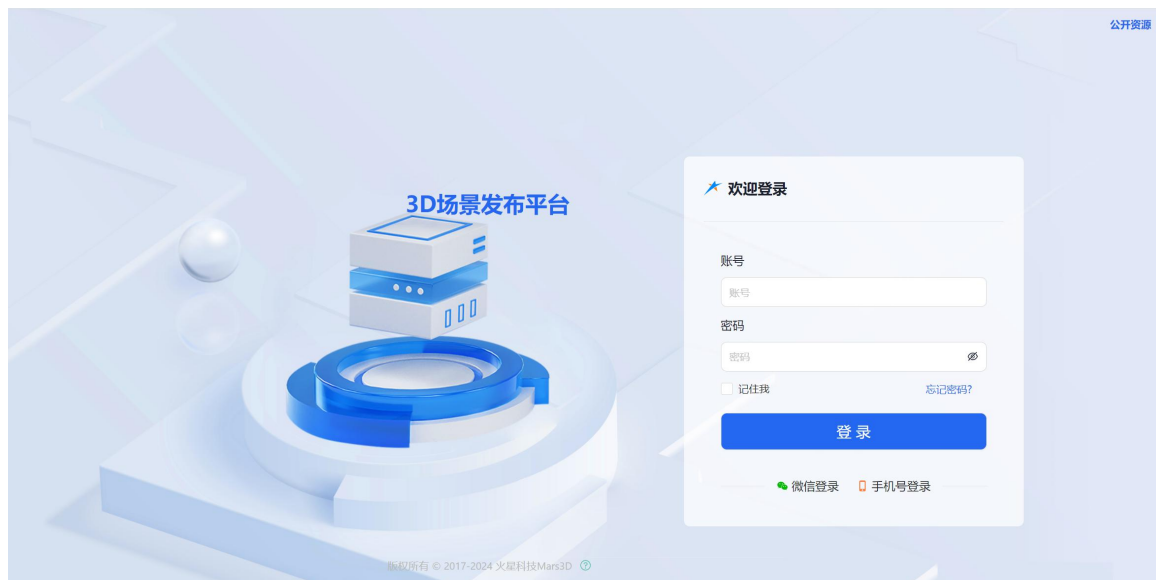 公开资源
3D场景发布平台
欢迎登录
账号
账号
密码
密码
记住我 忘记密码?
登 录
微信登录 手机号登录
版权所有 © 2017-2024 火星科技Mars3D